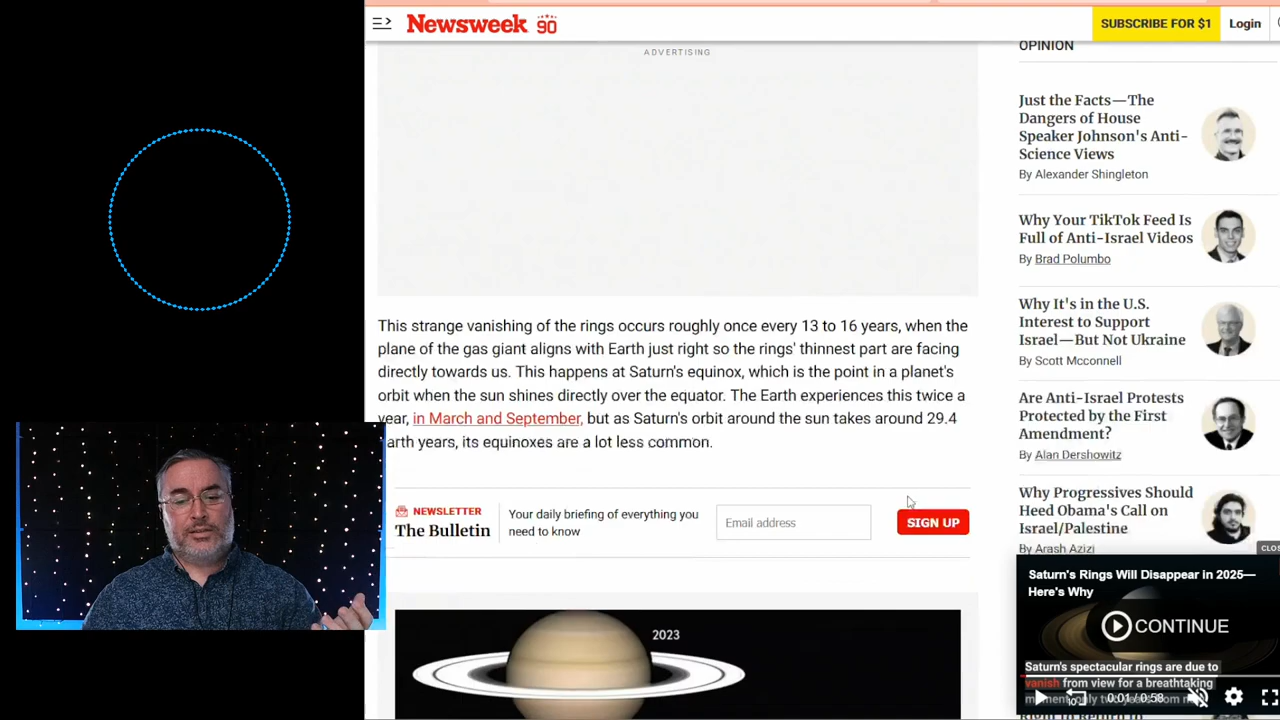 Newsweek 90
SUBSCRIBE FOR $1
Login
ADVERTISING
This strange vanishing of the rings occurs roughly once every 13 to 16 years, when the
plane of the gas giant aligns with Earth just right so the rings' thinnest part are facing
directly towards us. This happens at Saturn's equinox, which is the point in a planet's
orbit when the sun shines directly over the equator. The Earth experiences this twice a
year, in March and September, but as Saturn's orbit around the sun takes around 29.4
arth years, its equinoxes are a lot less common.
NEWSLETTER
The Bulletin
Your daily briefing of everything you
need to know
Email address
SIGN UP
2023
OPINION
Just the Facts—The
Dangers of House
Speaker Johnson's Anti-
Science Views
By Alexander Shingleton
Why Your TikTok Feed Is
Full of Anti-Israel Videos
By Brad Polumbo
Why It's in the U.S.
Interest to Support
Israel—But Not Ukraine
By Scott Mcconnell
Are Anti-Israel Protests
Protected by the First
Amendment?
By Alan Dershowitz
Why Progressives Should
Heed Obama's Call on
Israel/Palestine
By Arash Azizi
CLOS
Saturn's Rings Will Disappear in 2025—
Here's Why
CONTINUE
Saturn's spectacular rings are due to
vanish from view for a breathtaking
moment, only two years from
10
0:01 / 0:58